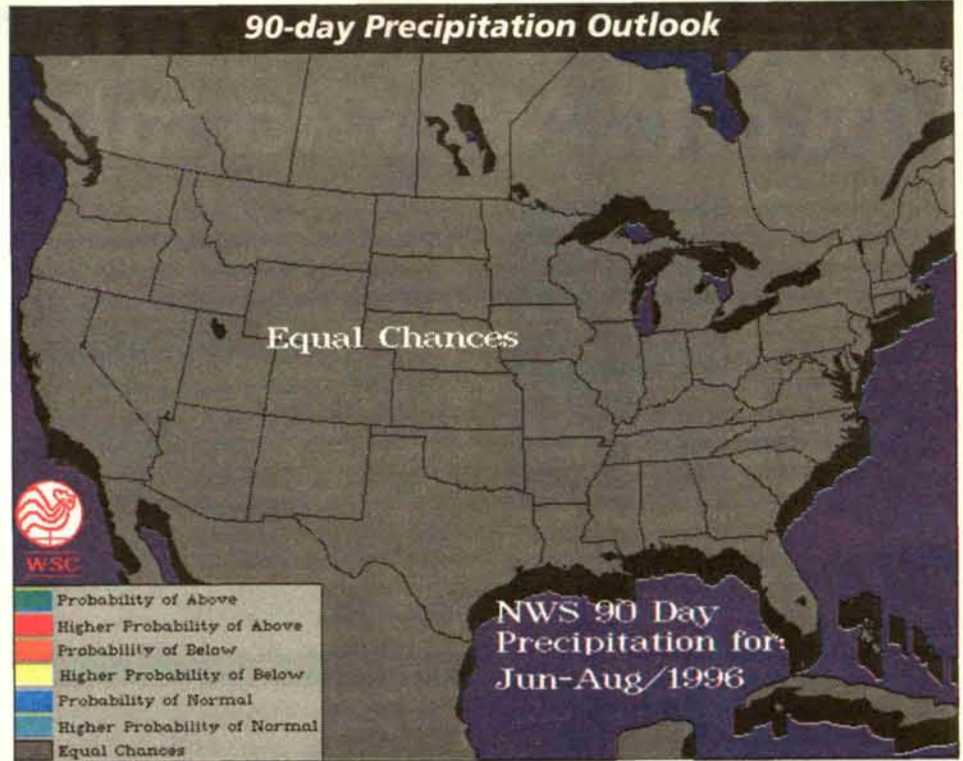 90-day Precipitation Outlook
Equal Chances
WSC
Probability of Above
Higher Probability of Above
Probability of Below
Higher Probability of Below
Probability of Normal
Higher Probability of Normal
Equal Chances
NWS 90 Day
Precipitation for:
Jun-Aug/1996